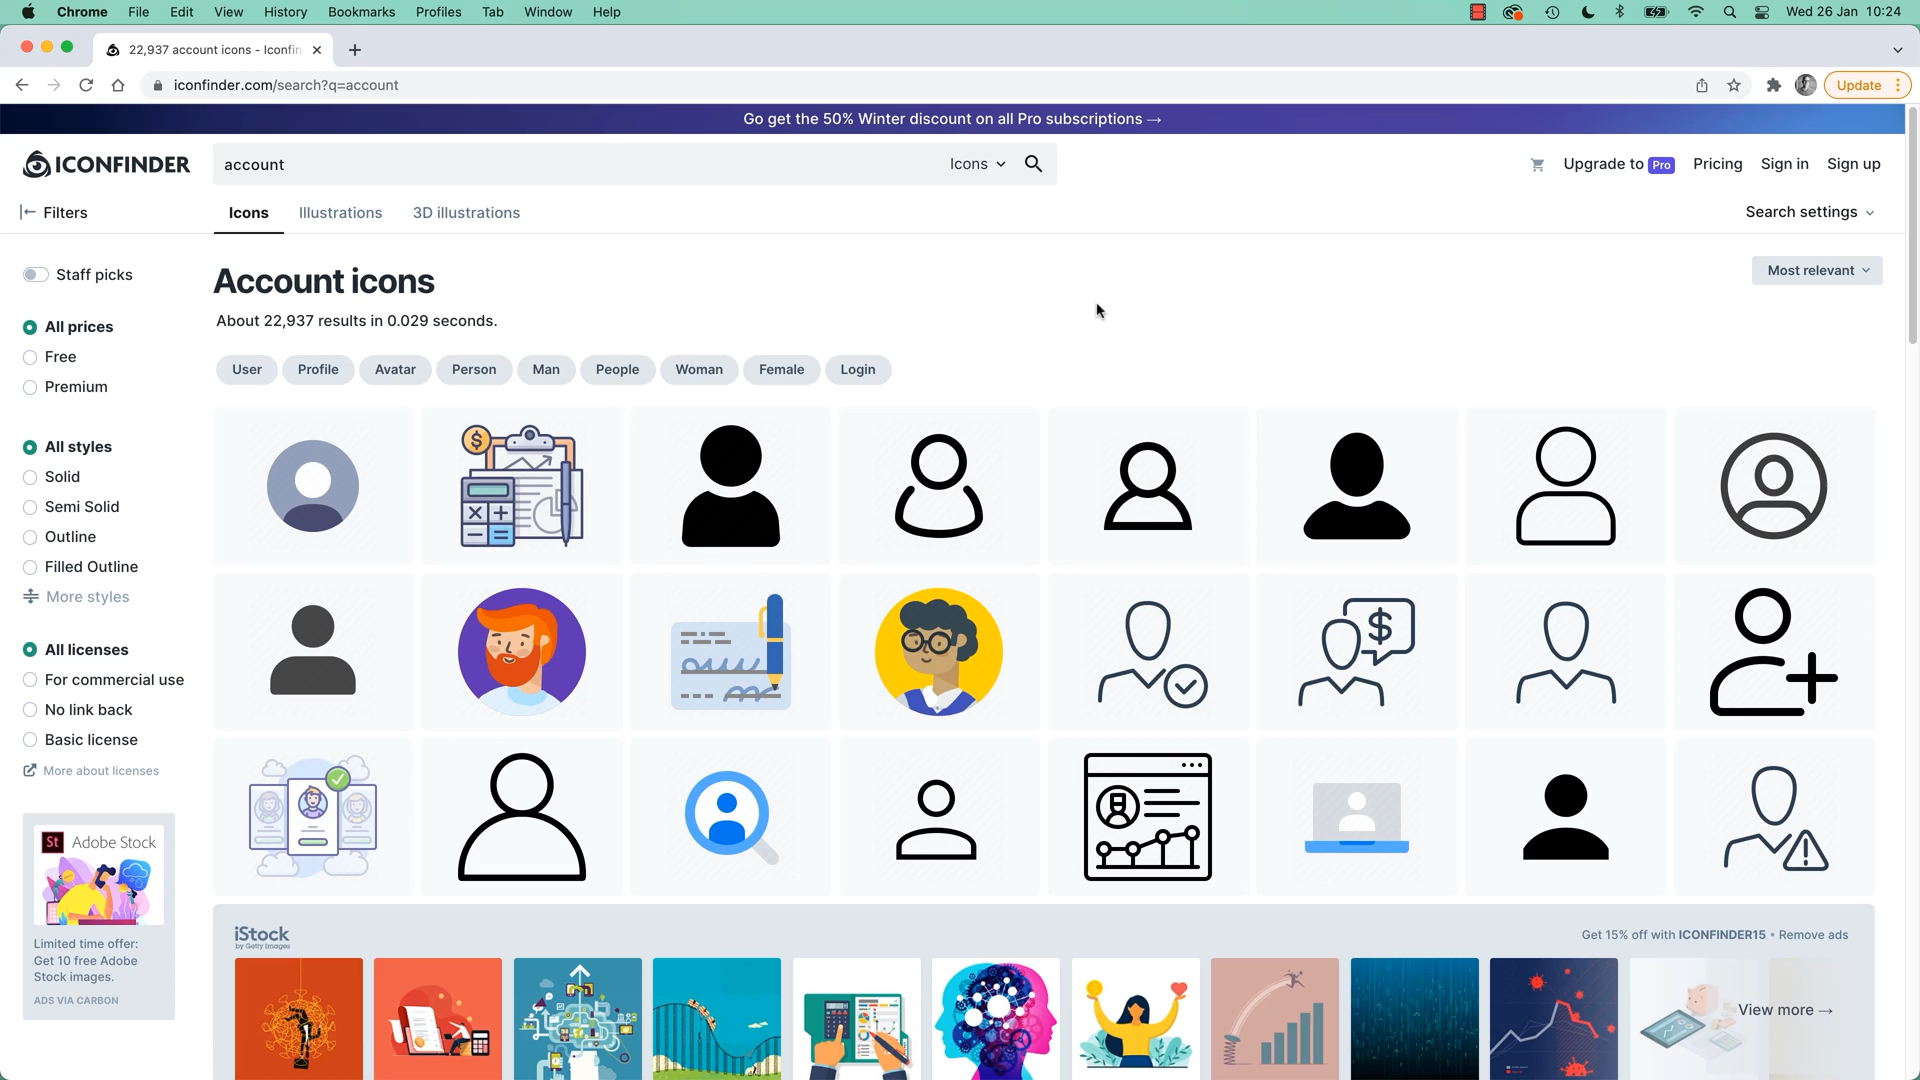 Chrome File Edit View History Bookmarks Profiles Tab Window Help
Wed 26 Jan 10:24
22,937 account icons - Iconfin
iconfinder.com/search?q=account
Update
Go get the 50% Winter discount on all Pro subscriptions →
ICONFINDER
account
Icons
Upgrade to Pro
Pricing
Sign in
Sign up
Filters
Icons
Illustrations
3D illustrations
Search settings
Staff picks
Account icons
Most relevant
About 22,937 results in 0.029 seconds.
All prices
Free
Premium
User
Profile
Avatar
Person
Man
People
Woman
Female
Login
All styles
Solid
Semi Solid
Outline
Filled Outline
More styles
All licenses
For commercial use
No link back
Basic license
More about licenses
St Adobe Stock
Limited time offer:
Get 10 free Adobe
Stock images.
ADS VIA CARBON
iStock
by Getty Images
Get 15% off with ICONFINDER15 • Remove ads
View more →